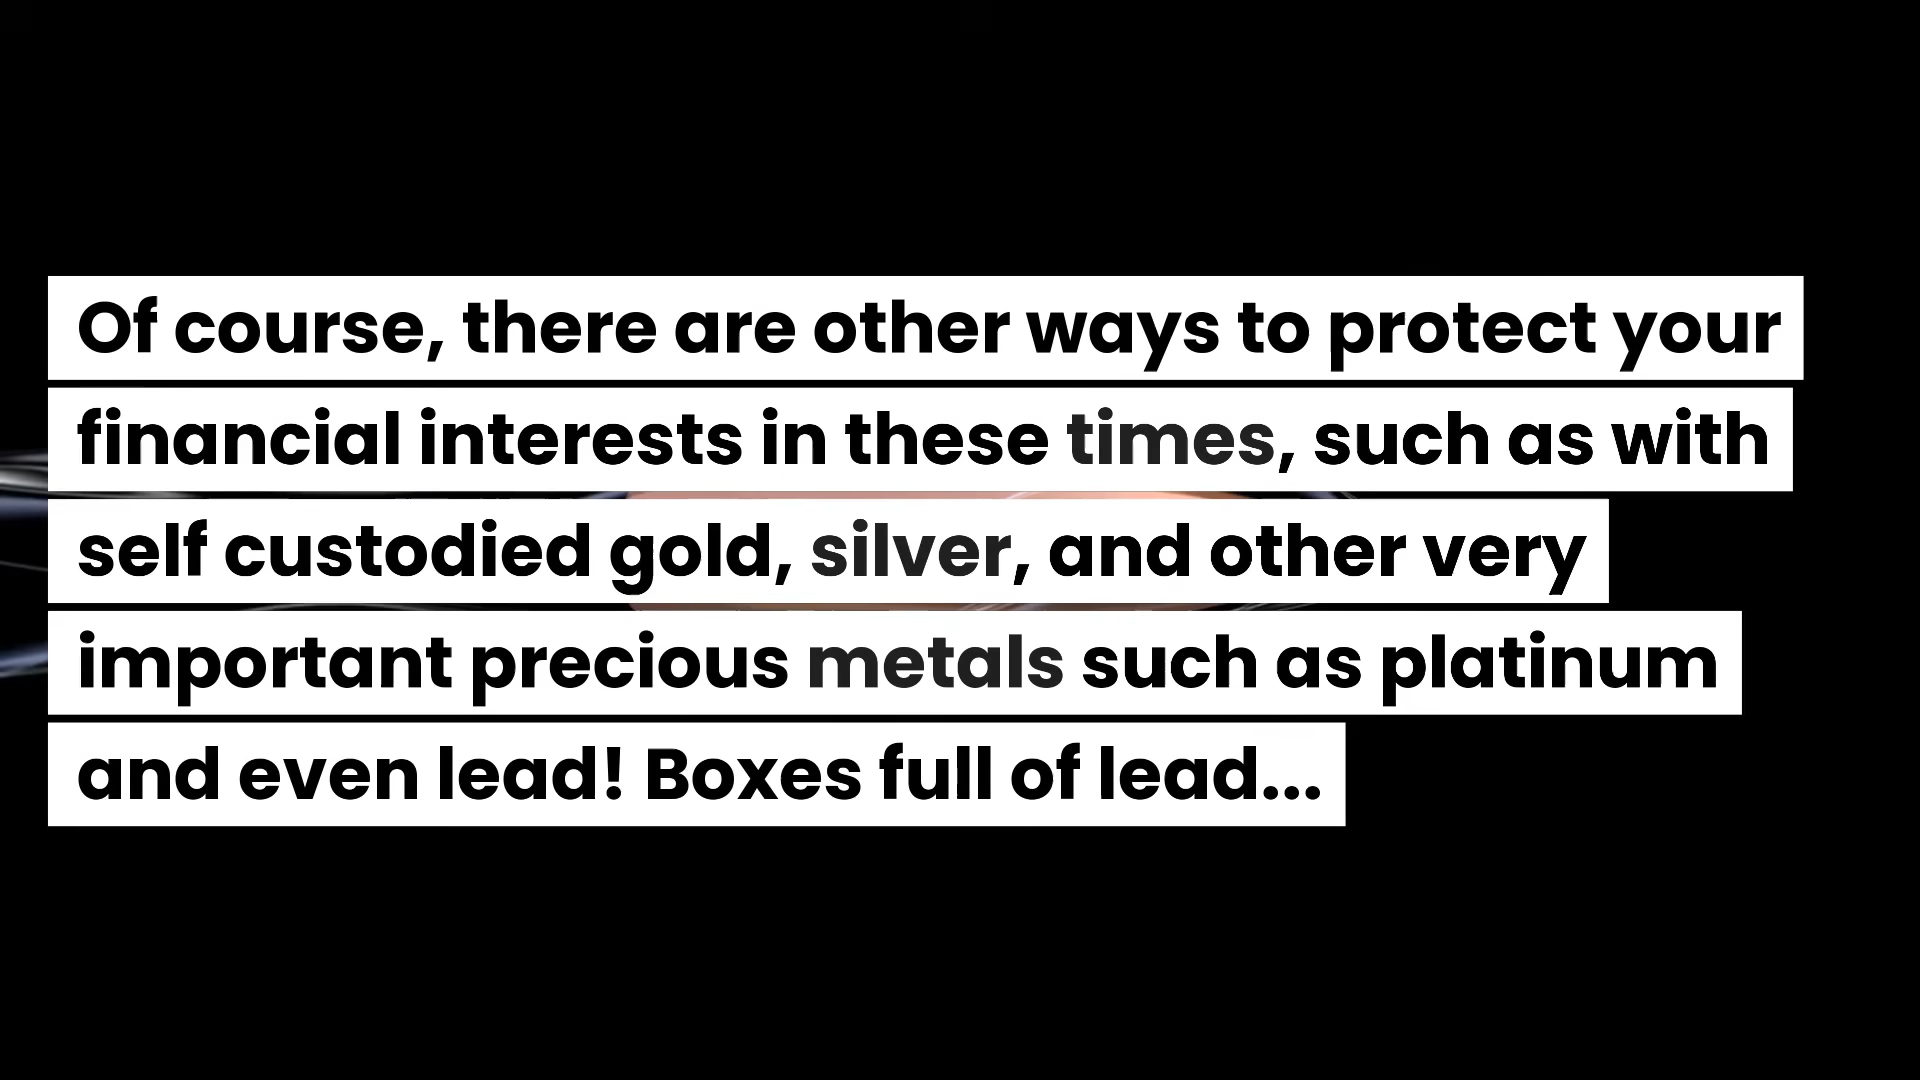 Of course, there are other ways to protect your
financial interests in these times, such as with
self custodied gold, silver, and other very
important precious metals such as platinum
and even lead! Boxes full of lead...